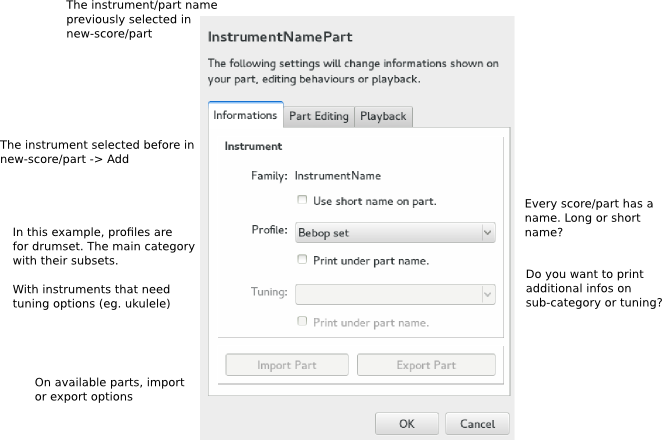 The instrument/part name
previously selected in
new-score/part
InstrumentNamePart
The following settings will change informations shown on
your part, editing behaviours or playback.
Informations
Part Editing
Playback
The instrument selected before in
new-score/part -> Add
Instrument
Family: InstrumentName
Use short name on part.
Every score/part has a
name. Long or short
name?
In this example, profiles are
for drumset. The main category
with their subsets.
Profile: Bebop set
Print under part name.
With instruments that need
tuning options (eg. ukulele)
Tuning:
Print under part name.
Do you want to print
additional infos on
sub-category or tuning?
Import Part
Export Part
On available parts, import
or export options
OK
Cancel